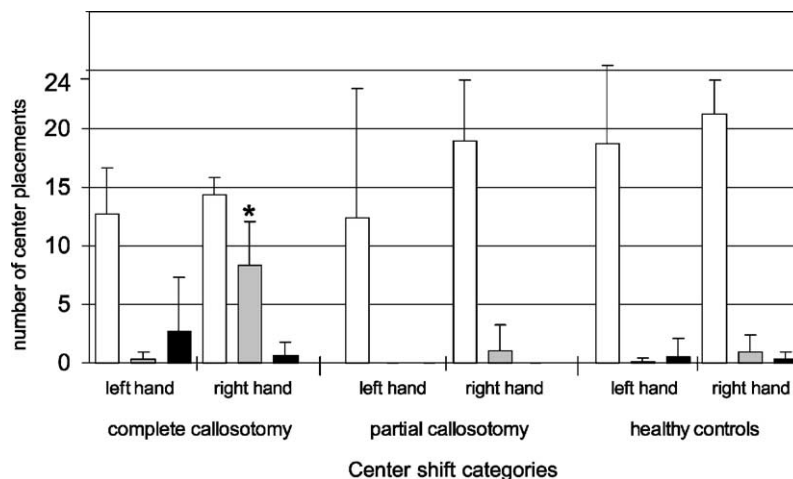 number of center placements
24
20
15
10
5
0
*
left hand right hand left hand right hand left hand right hand
complete callosotomy partial callosotomy healthy controls
Center shift categories